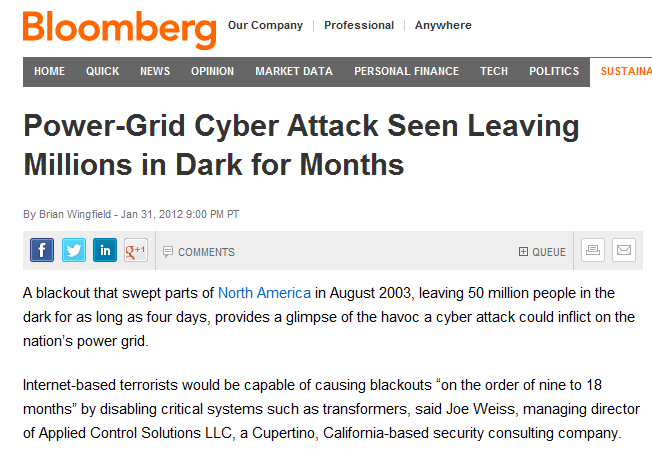 Bloomberg Our Company Professional Anywhere
HOME QUICK NEWS OPINION MARKET DATA PERSONAL FINANCE TECH POLITICS SUSTAINA
Power-Grid Cyber Attack Seen Leaving
Millions in Dark for Months
By Brian Wingfield - Jan 31, 2012 9:00 PM PT
f in g +1 COMMENTS QUEUE
A blackout that swept parts of North America in August 2003, leaving 50 million people in the
dark for as long as four days, provides a glimpse of the havoc a cyber attack could inflict on the
nation’s power grid.
Internet-based terrorists would be capable of causing blackouts “on the order of nine to 18
months” by disabling critical systems such as transformers, said Joe Weiss, managing director
of Applied Control Solutions LLC, a Cupertino, California-based security consulting company.